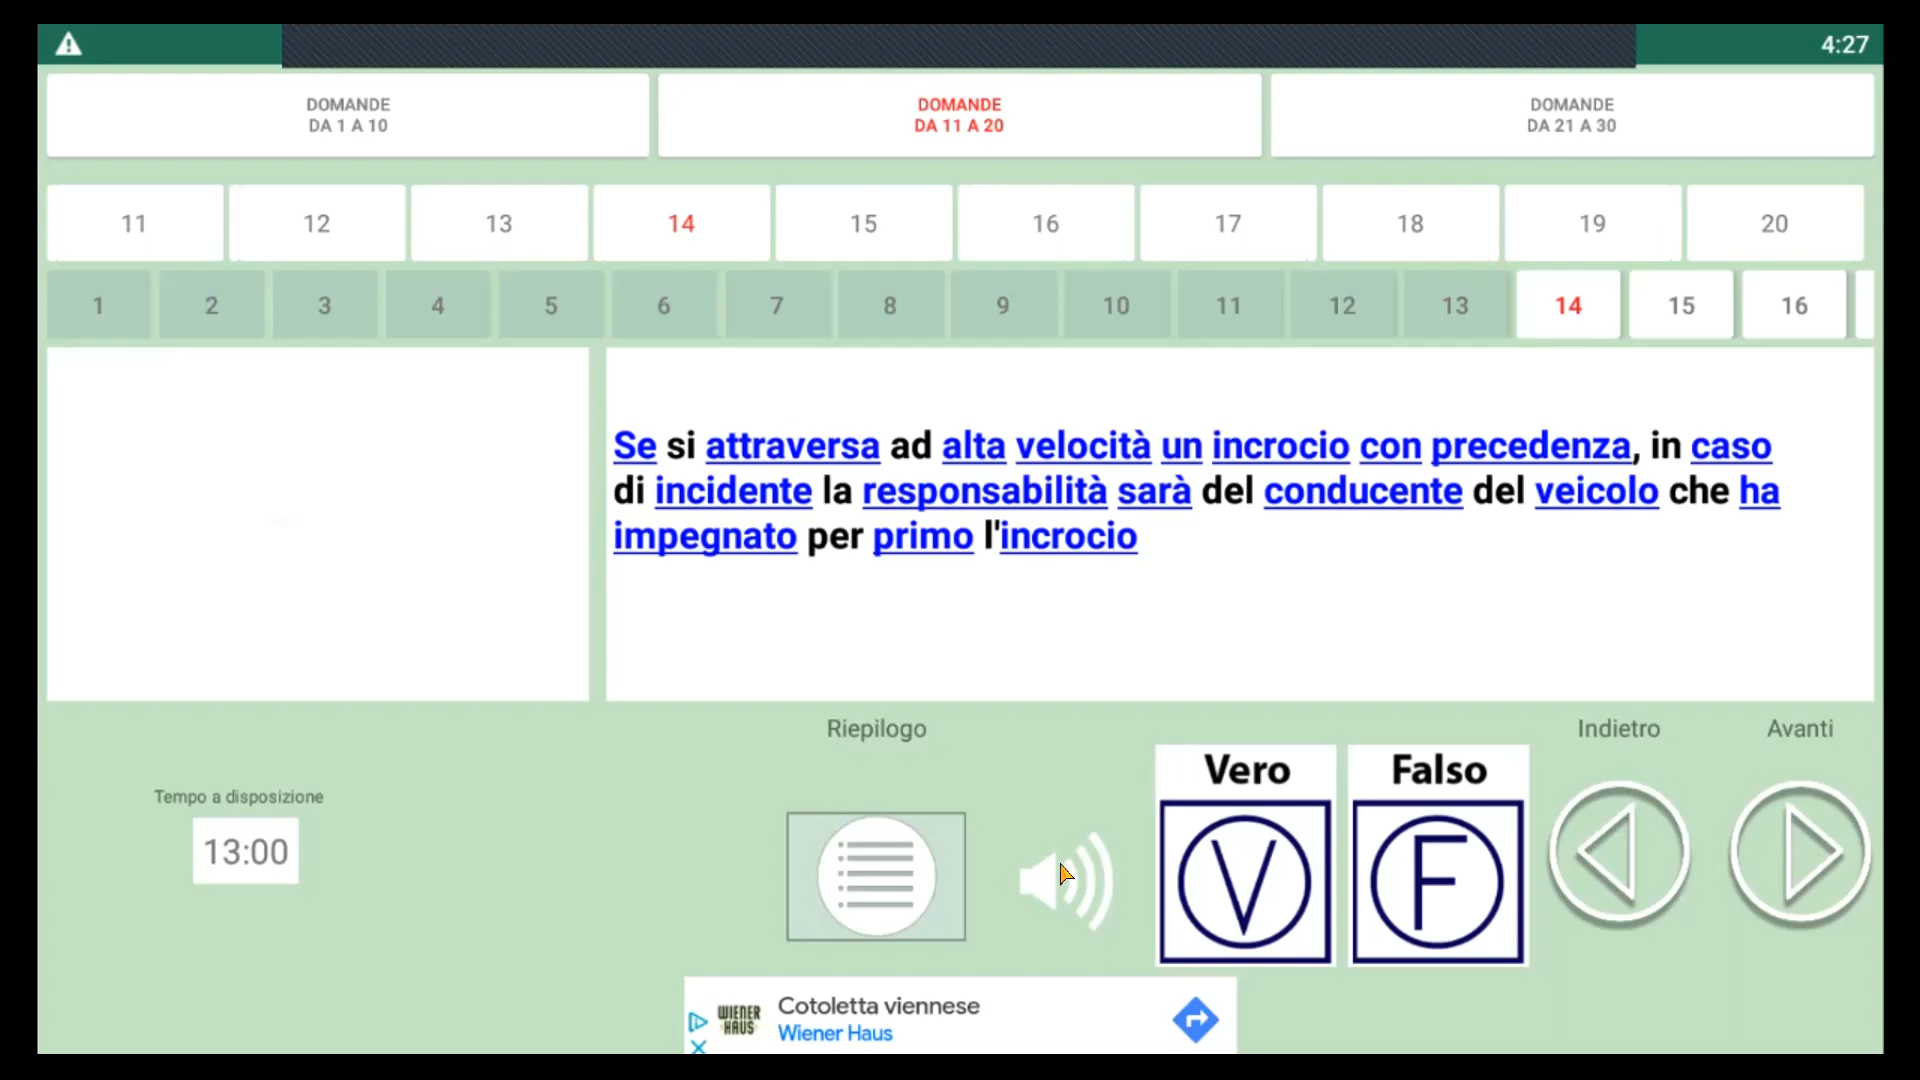 4:27
DOMANDE
DA 1 A 10
DOMANDE
DA 11 A 20
DOMANDE
DA 21 A 30
11 12 13 14 15 16 17 18 19 20
1 2 3 4 5 6 7 8 9 10 11 12 13 14 15 16
Se si attraversa ad alta velocità un incrocio con precedenza, in caso
di incidente la responsabilità sarà del conducente del veicolo che ha
impegnato per primo l'incrocio
Riepilogo
Indietro
Avanti
Vero
Falso
V
F
Tempo a disposizione
13:00
WIENER
HAUS
Cotoletta viennese
Wiener Haus